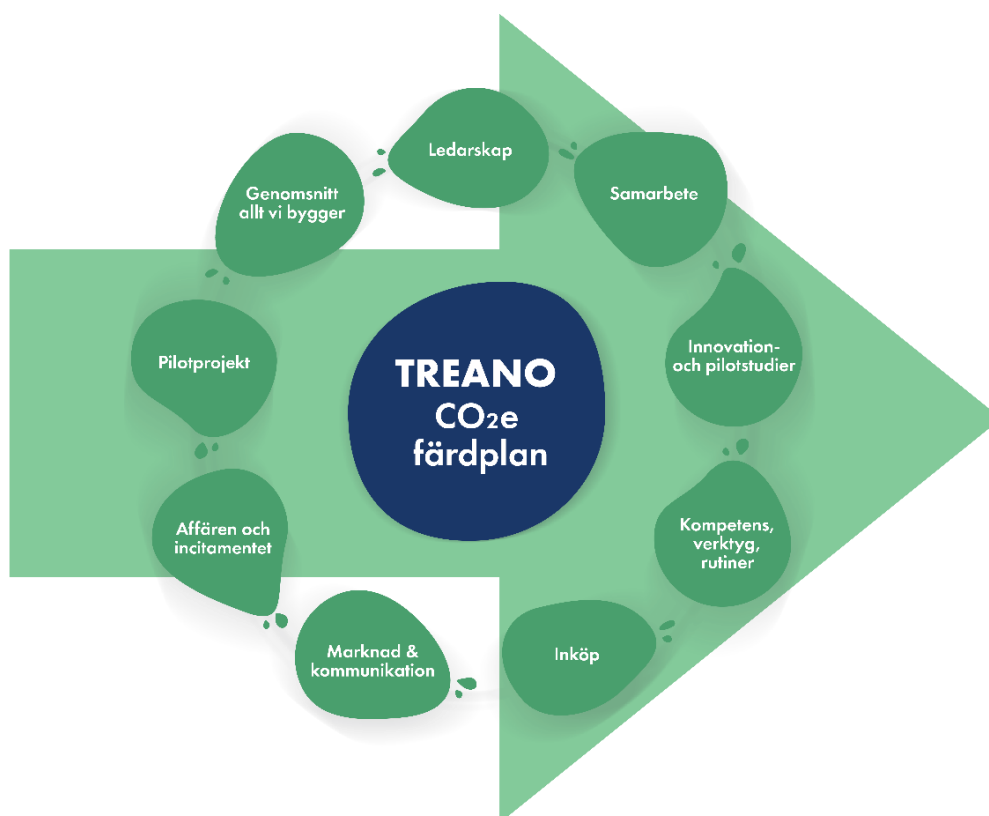 Ledarskap
Samarbete
Innovation-
och pilotstudier
Kompetens,
verktyg,
rutiner
Inköp
Marknad &
kommunikation
Affären och
incitamentet
Pilotprojekt
Genomsnitt
allt vi bygger
TREANO
CO₂e
färdplan